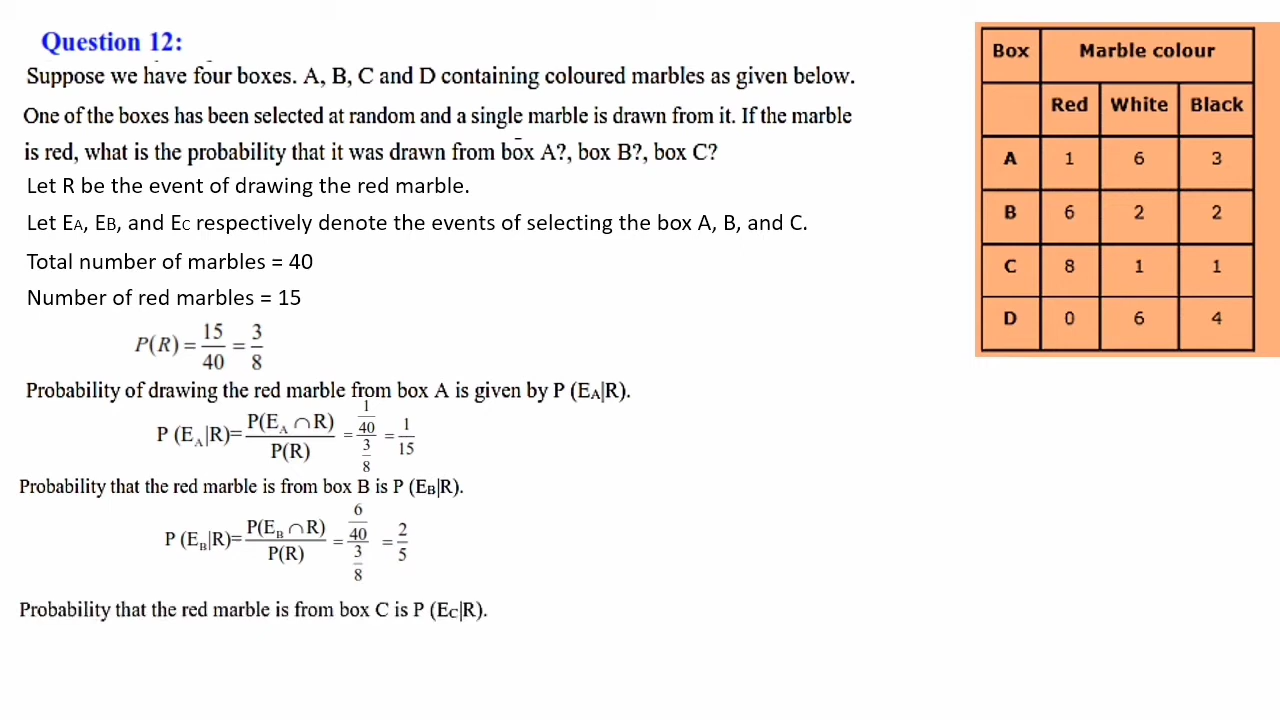 Question 12:
Suppose we have four boxes. A, B, C and D containing coloured marbles as given below.
One of the boxes has been selected at random and a single marble is drawn from it. If the marble
is red, what is the probability that it was drawn from box A?, box B?, box C?
Let R be the event of drawing the red marble.
Let EA, EB, and EC respectively denote the events of selecting the box A, B, and C.
Total number of marbles = 40
Number of red marbles = 15
P(R) = 15/40 = 3/8
Probability of drawing the red marble from box A is given by P (EA|R).
P (EA|R)= P(EA ∩ R)/P(R) = (1/40)/(3/8) = 1/15
Probability that the red marble is from box B is P (EB|R).
P (EB|R)= P(EB ∩ R)/P(R) = (6/40)/(3/8) = 2/5
Probability that the red marble is from box C is P (EC|R).
Box Marble colour
Red White Black
A 1 6 3
B 6 2 2
C 8 1 1
D 0 6 4